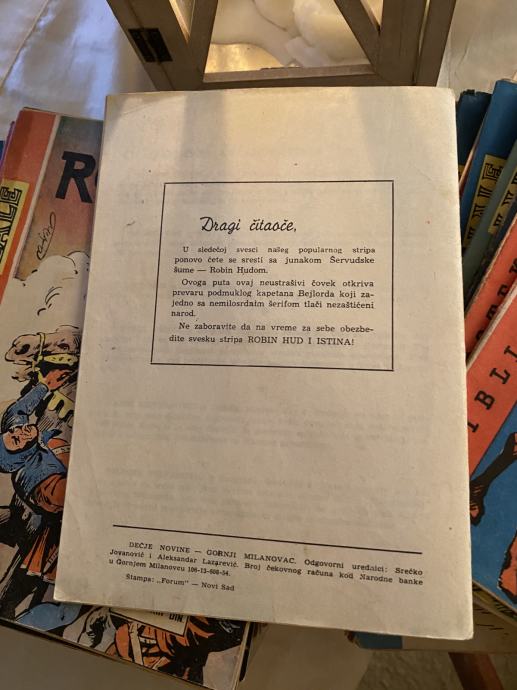 Dragi čitaoče,
U sledećoj svesci našeg popularnog stripa
ponovo ćete se sresti sa junakom Šervudske
šume — Robin Hudom.
Ovoga puta ovaj neustrašivi čovek otkriva
prevaru podmuklog kapetana Bejlorda koji za-
jedno sa nemilosrdnim šerifom tlači nezaštićeni
narod.
Ne zaboravite da na vreme za sebe obezbe-
dite svesku stripa ROBIN HUD I ISTINA!
DEČJE NOVINE — GORNJI MILANOVAC. Odgovorni urednici: Srećko
Jovanović i Aleksandar Lazarević. Broj čekovnog računa kod Narodne banke
u Gornjem Milanovcu 106-13-608-54.
Štampa: „Forum" — Novi Sad
R
BLI
DIN